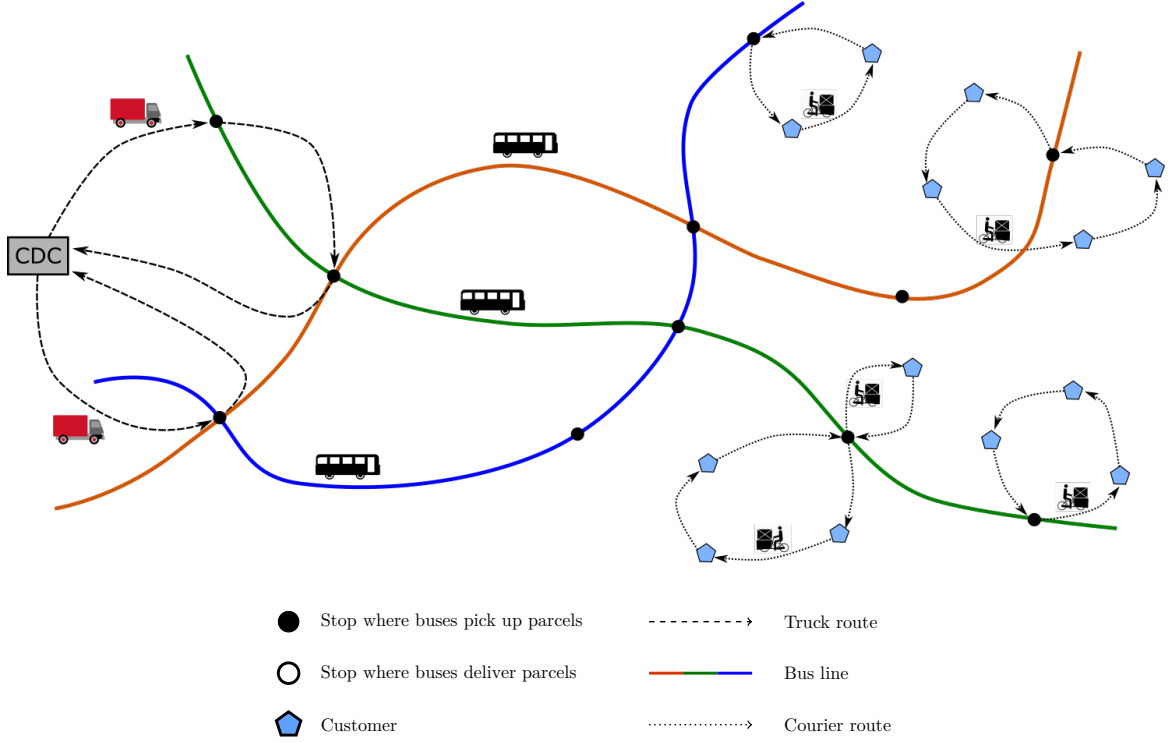 CDC
Stop where buses pick up parcels
Truck route
Stop where buses deliver parcels
Bus line
Customer
Courier route